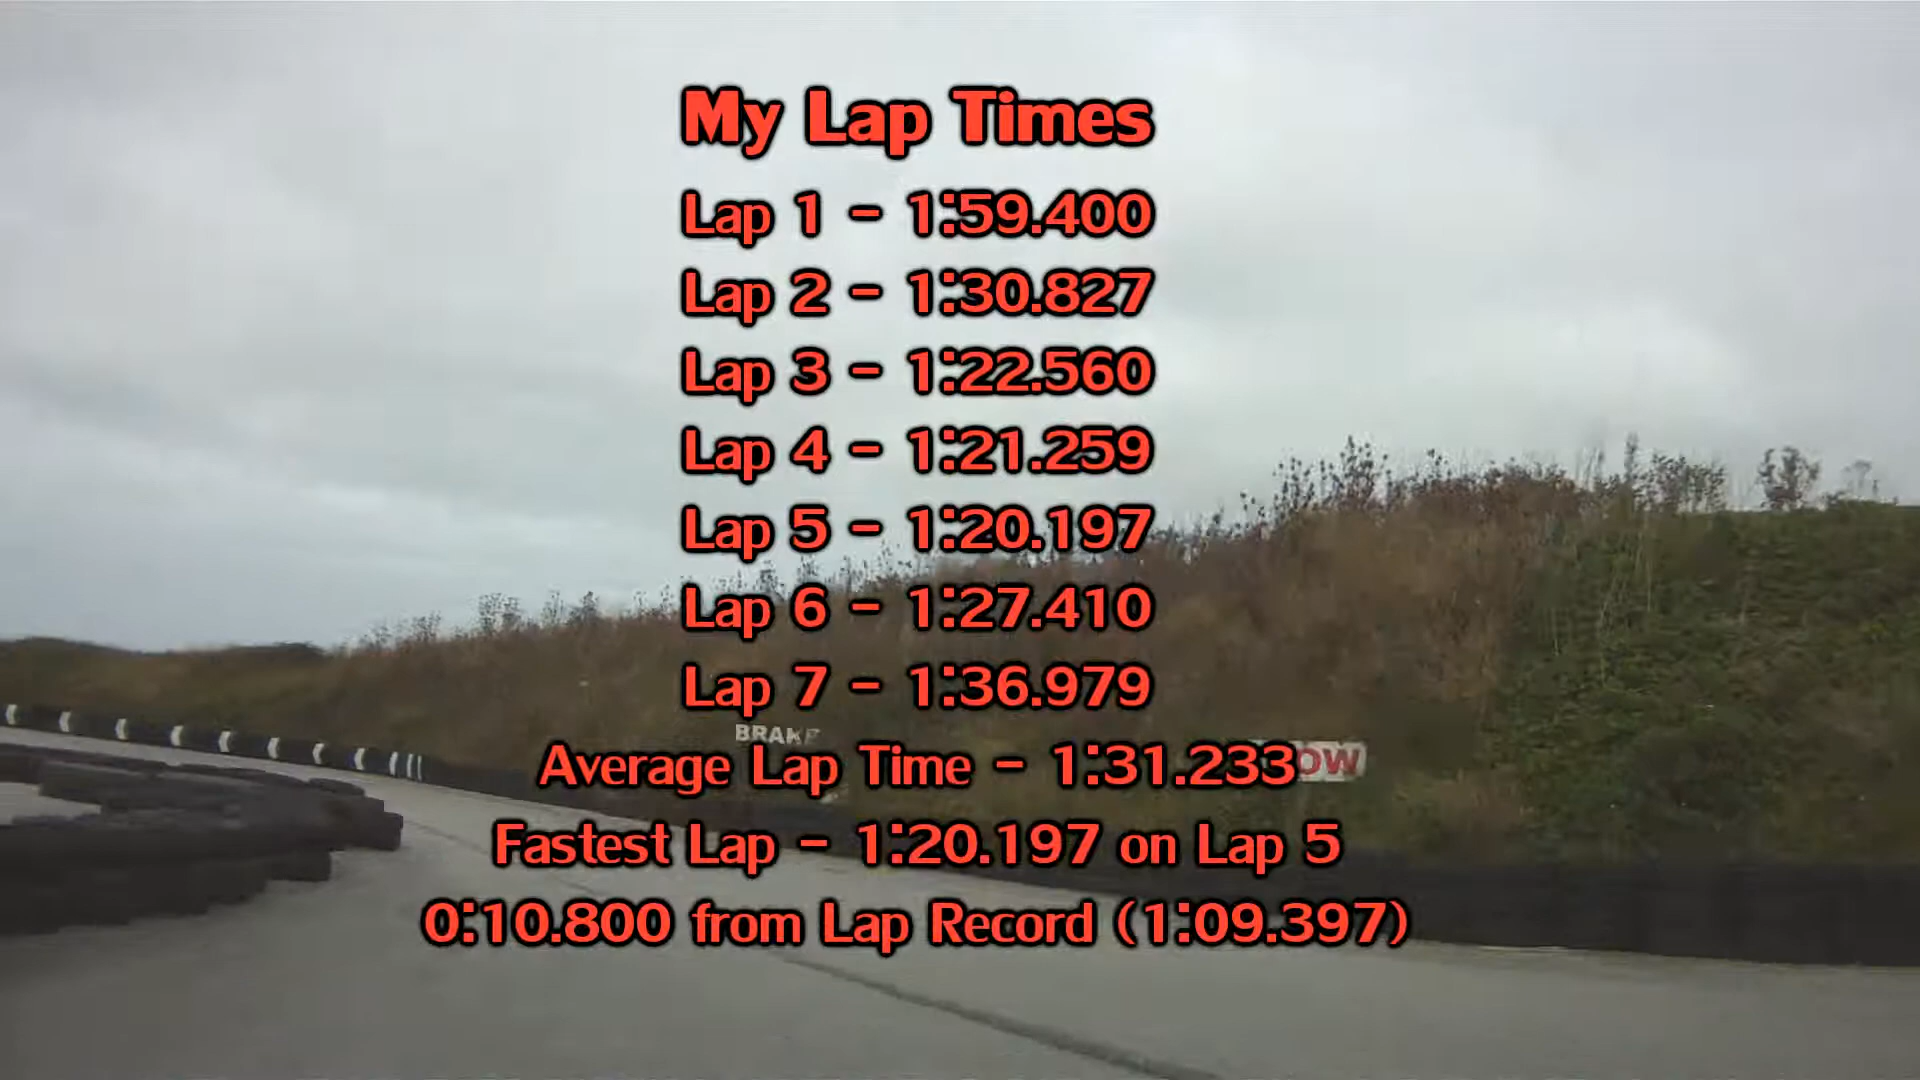 My Lap Times
Lap 1 - 1:59.400
Lap 2 - 1:30.827
Lap 3 - 1:22.560
Lap 4 - 1:21.259
Lap 5 - 1:20.197
Lap 6 - 1:27.410
Lap 7 - 1:36.979
BRAKE
Average Lap Time - 1:31.233
Fastest Lap - 1:20.197 on Lap 5
0:10.800 from Lap Record (1:09.397)